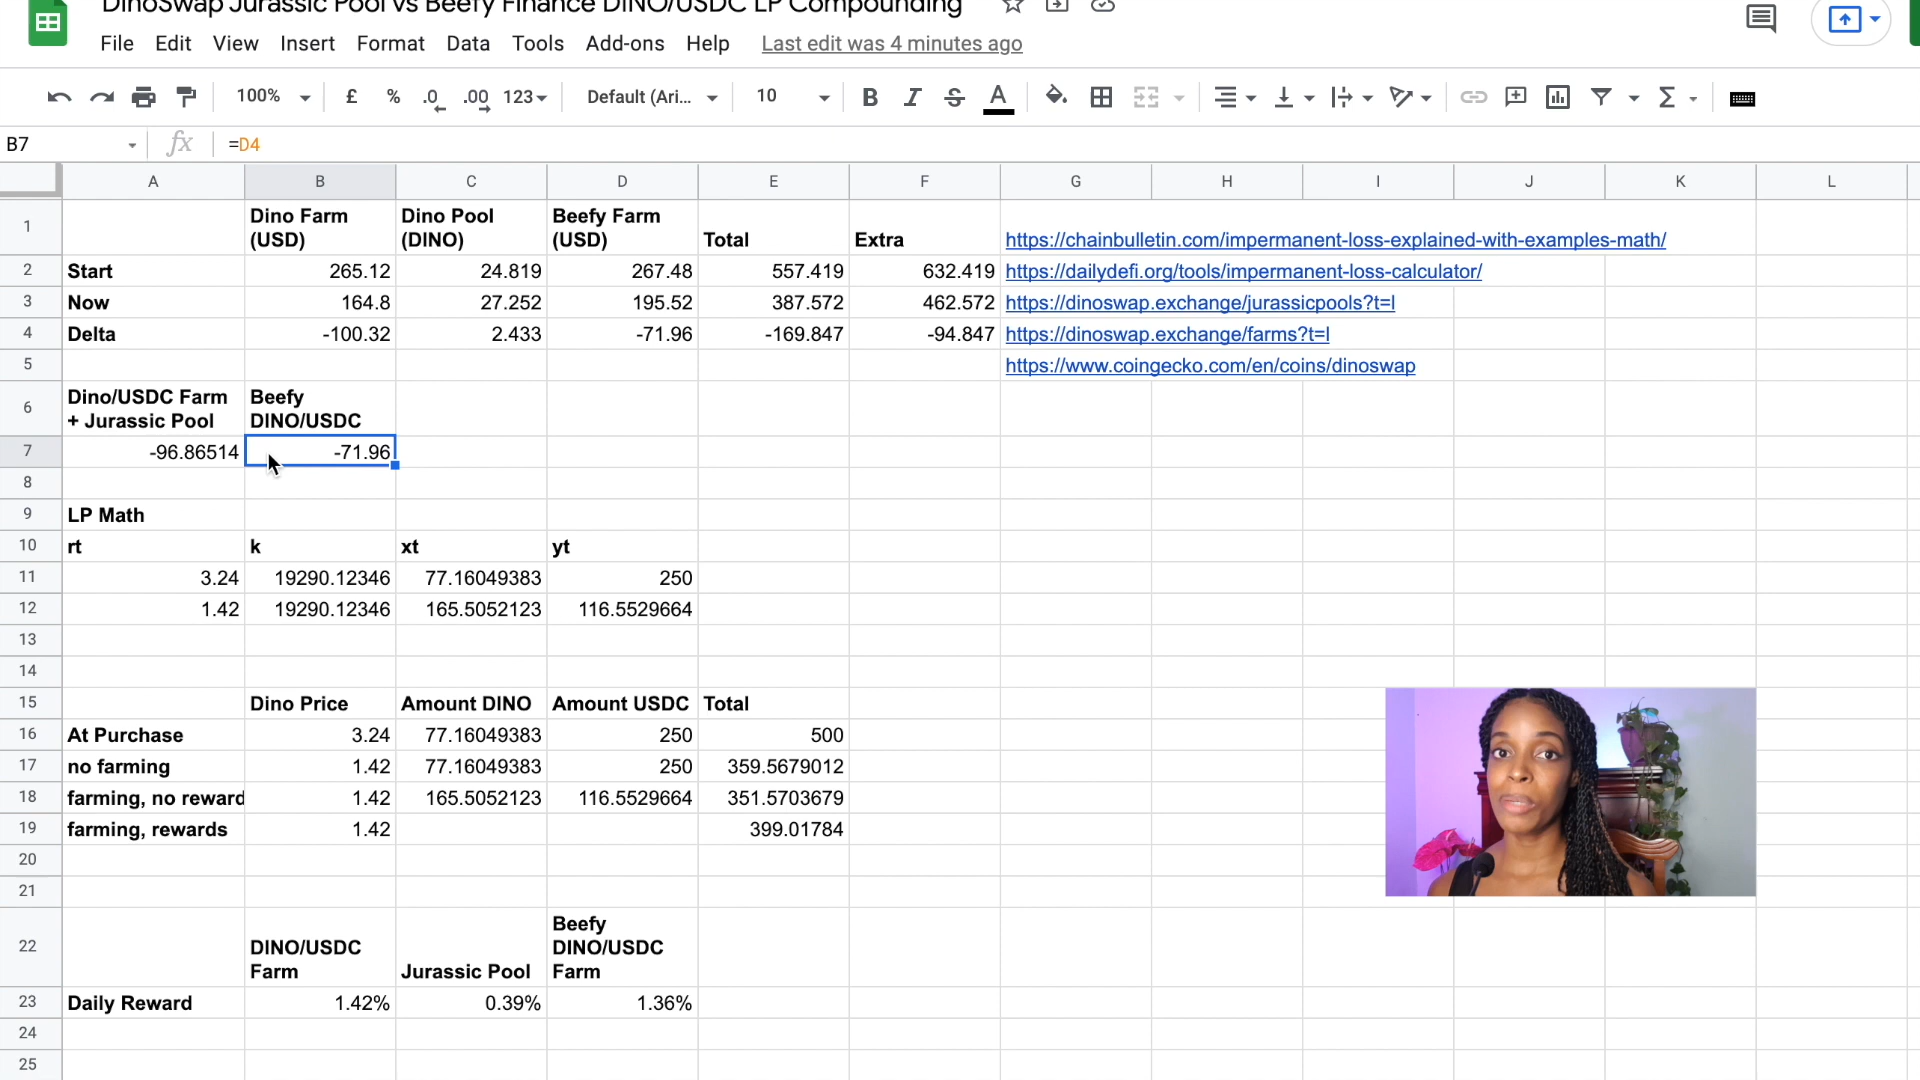 DinoSwap Jurassic Pool vs Beefy Finance DINO/USDC LP Compounding
File Edit View Insert Format Data Tools Add-ons Help Last edit was 4 minutes ago
100% £ % .0 .00 123 Default (Ari... 10 B I S A Σ
B7 fx =D4
A B C D E F G H I J K L
1 Dino Farm (USD) Dino Pool (DINO) Beefy Farm (USD) Total Extra https://chainbulletin.com/impermanent-loss-explained-with-examples-math/
2 Start 265.12 24.819 267.48 557.419 632.419 https://dailydefi.org/tools/impermanent-loss-calculator/
3 Now 164.8 27.252 195.52 387.572 462.572 https://dinoswap.exchange/jurassicpools?t=l
4 Delta -100.32 2.433 -71.96 -169.847 -94.847 https://dinoswap.exchange/farms?t=l
5 https://www.coingecko.com/en/coins/dinoswap
6 Dino/USDC Farm + Jurassic Pool Beefy DINO/USDC
7 -96.86514 -71.96
8
9 LP Math
10 rt k xt yt
11 3.24 19290.12346 77.16049383 250
12 1.42 19290.12346 165.5052123 116.5529664
13
14
15 Dino Price Amount DINO Amount USDC Total
16 At Purchase 3.24 77.16049383 250 500
17 no farming 1.42 77.16049383 250 359.5679012
18 farming, no reward 1.42 165.5052123 116.5529664 351.5703679
19 farming, rewards 1.42 399.01784
20
21
22 DINO/USDC Farm Jurassic Pool Beefy DINO/USDC Farm
23 Daily Reward 1.42% 0.39% 1.36%
24
25